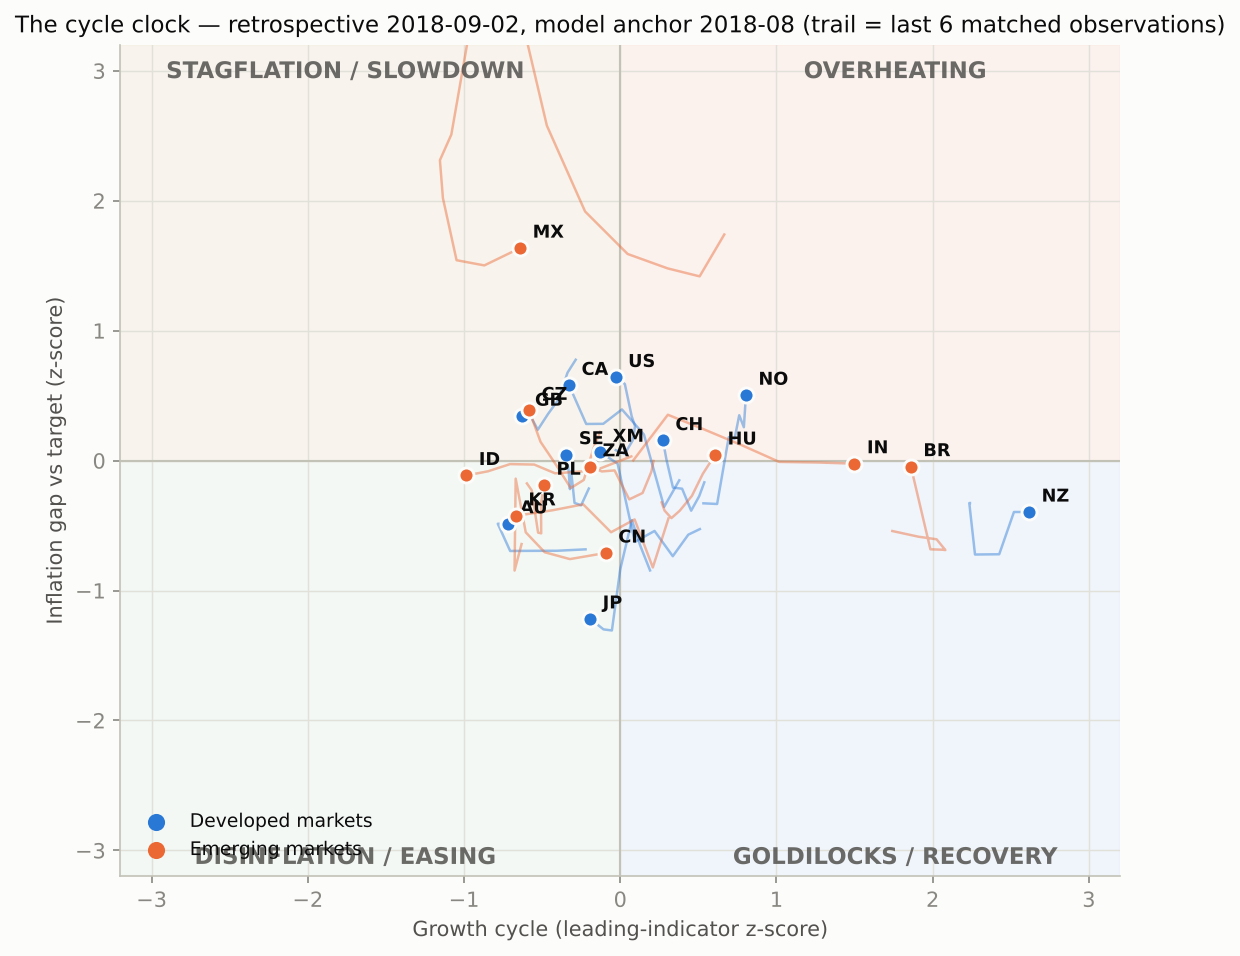 The cycle clock — retrospective 2018-09-02, model anchor 2018-08 (trail = last 6 matched observations)
STAGFLATION / SLOWDOWN
OVERHEATING
MX
CA
US
CZ
GB
NO
SE
XM
CH
ZA
HU
IN
BR
ID
PL
KR
AU
NZ
CN
JP
Developed markets
Emerging markets
DISINFLATION / EASING
GOLDILOCKS / RECOVERY
3
2
1
0
−1
−2
−3
Inflation gap vs target (z-score)
−3
−2
−1
0
1
2
3
Growth cycle (leading-indicator z-score)